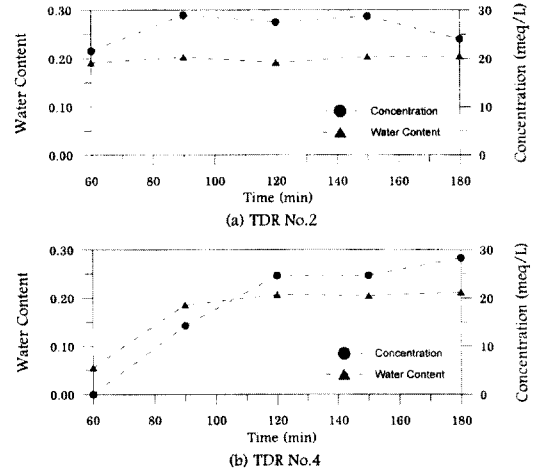 0.30
0.20
0.10
0.00
Water Content
30
20
10
0
Concentration (meq/L)
Concentration
Water Content
60 80 100 120 140 160 180
Time (min)
(a) TDR No.2
0.30
0.20
0.10
0.00
Water Content
30
20
10
0
Concentration (meq/L)
Concentration
Water Content
60 80 100 120 140 160 180
Time (min)
(b) TDR No.4